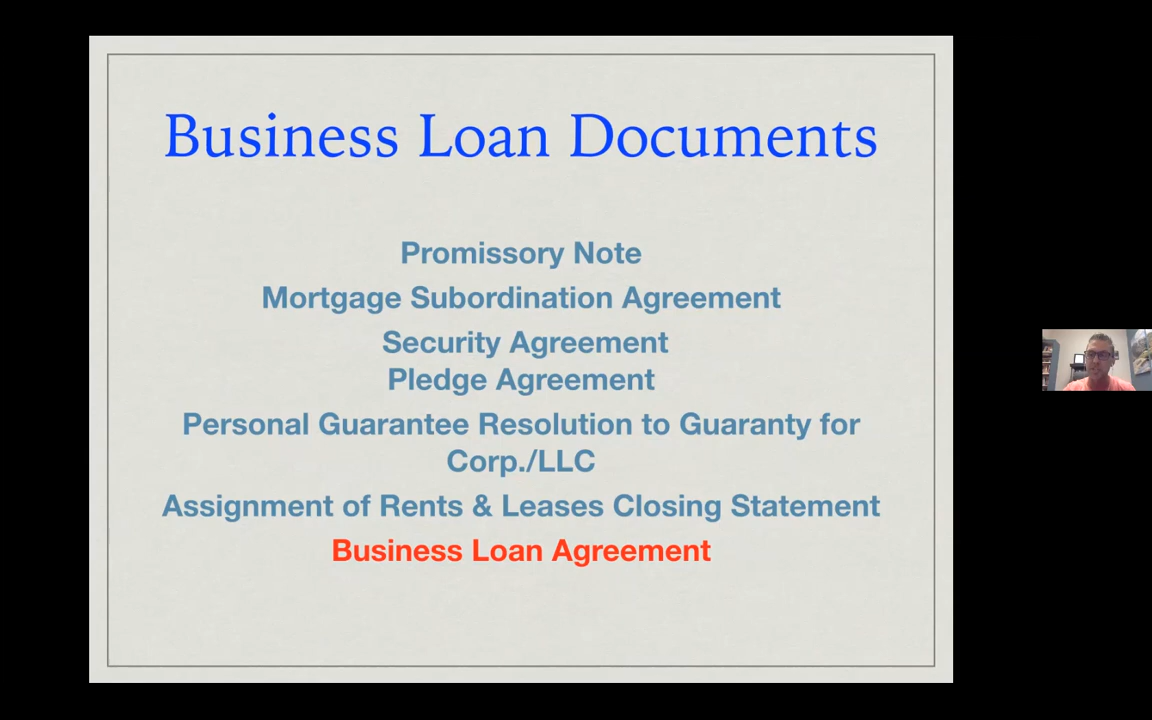 Business Loan Documents
Promissory Note
Mortgage Subordination Agreement
Security Agreement
Pledge Agreement
Personal Guarantee Resolution to Guaranty for
Corp./LLC
Assignment of Rents & Leases Closing Statement
Business Loan Agreement